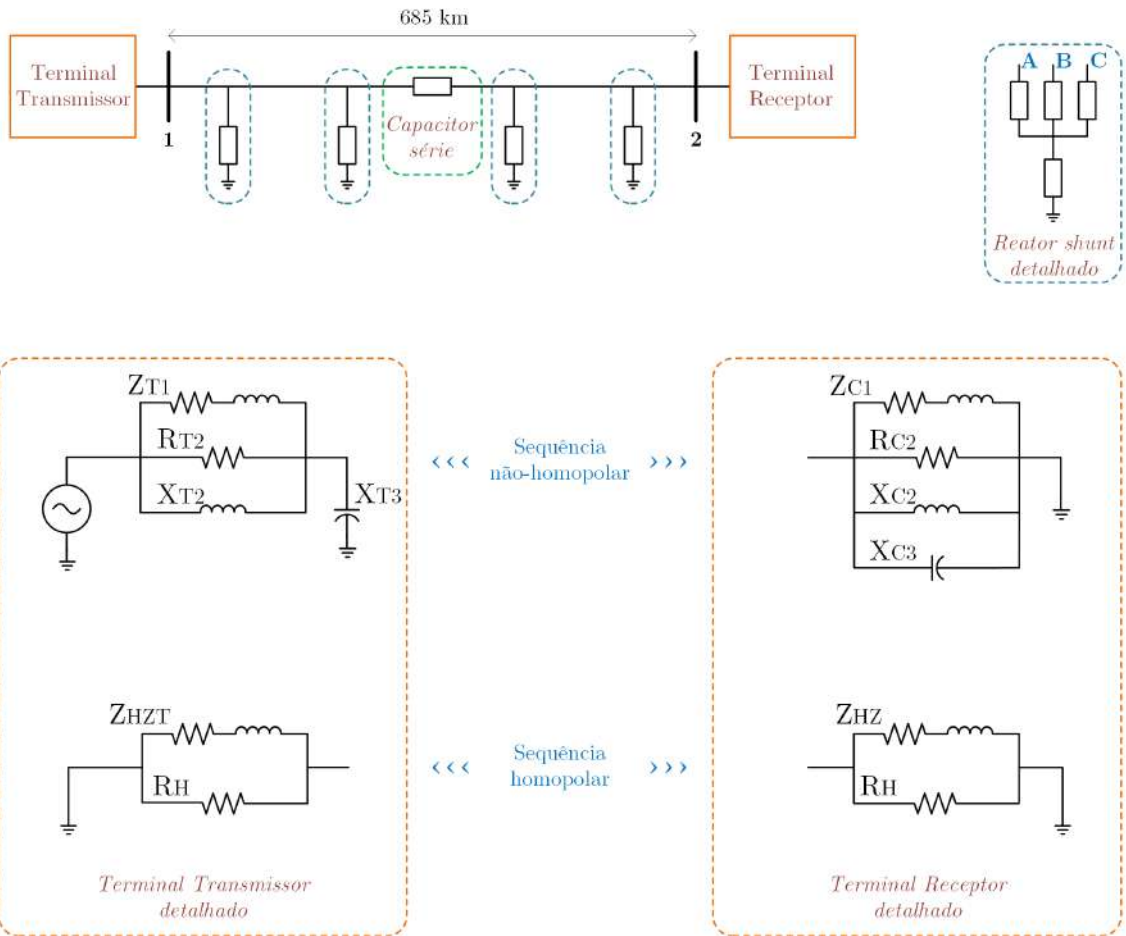 685 km
Terminal
Transmissor
1
Capacitor
série
2
Terminal
Receptor
A B C
Reator shunt
detalhado
ZT1
RT2
XT2
XT3
‹‹‹ Sequência
não-homopolar ›››
ZC1
RC2
XC2
XC3
ZHZT
RH
‹‹‹ Sequência
homopolar ›››
ZHZ
RH
Terminal Transmissor
detalhado
Terminal Receptor
detalhado